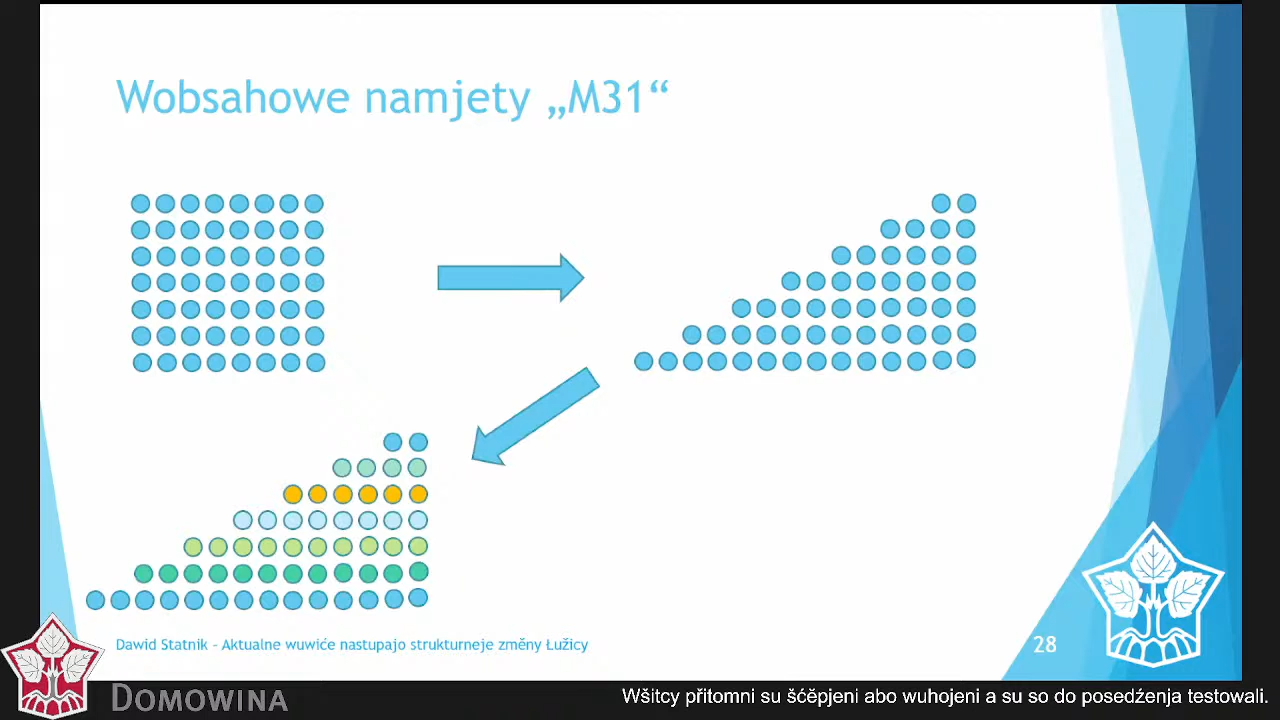 Wobsahowe namjety „M31“
Dawid Statnik - Aktualne wuwiće nastupajo strukturneje změny Łužicy
28
DOMOWINA
Wšitcy přitomni su šćěpjeni abo wuhojeni a su so do posedźenja testowali.